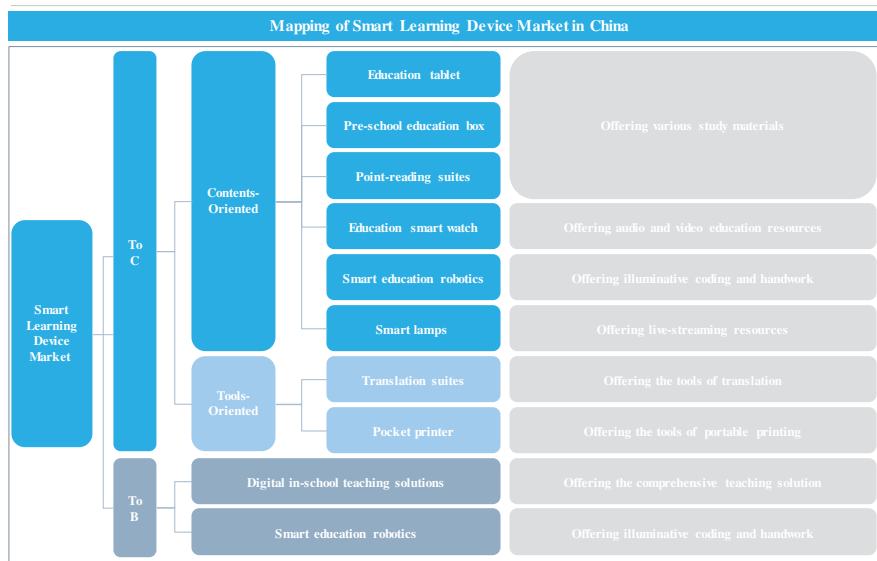 Mapping of Smart Learning Device Market in China
Smart
Learning
Device
Market
To
C
Contents-
Oriented
Education tablet
Pre-school education box
Point-reading suites
Offering various study materials
Education smart watch
Offering audio and video education resources
Smart education robotics
Offering illuminative coding and handwork
Smart lamps
Offering live-streaming resources
Tools-
Oriented
Translation suites
Offering the tools of translation
Pocket printer
Offering the tools of portable printing
To
B
Digital in-school teaching solutions
Offering the comprehensive teaching solution
Smart education robotics
Offering illuminative coding and handwork